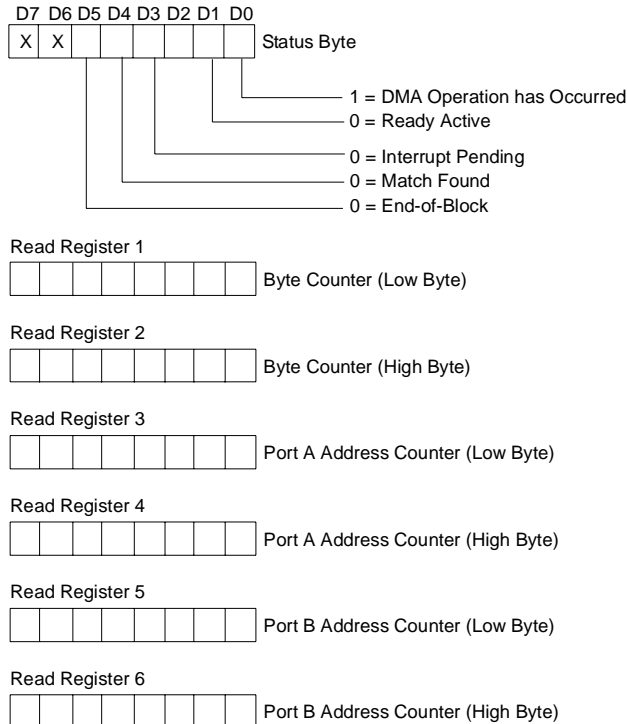 D7 D6 D5 D4 D3 D2 D1 D0
X X Status Byte
1 = DMA Operation has Occurred
0 = Ready Active
0 = Interrupt Pending
0 = Match Found
0 = End-of-Block
Read Register 1
Byte Counter (Low Byte)
Read Register 2
Byte Counter (High Byte)
Read Register 3
Port A Address Counter (Low Byte)
Read Register 4
Port A Address Counter (High Byte)
Read Register 5
Port B Address Counter (Low Byte)
Read Register 6
Port B Address Counter (High Byte)